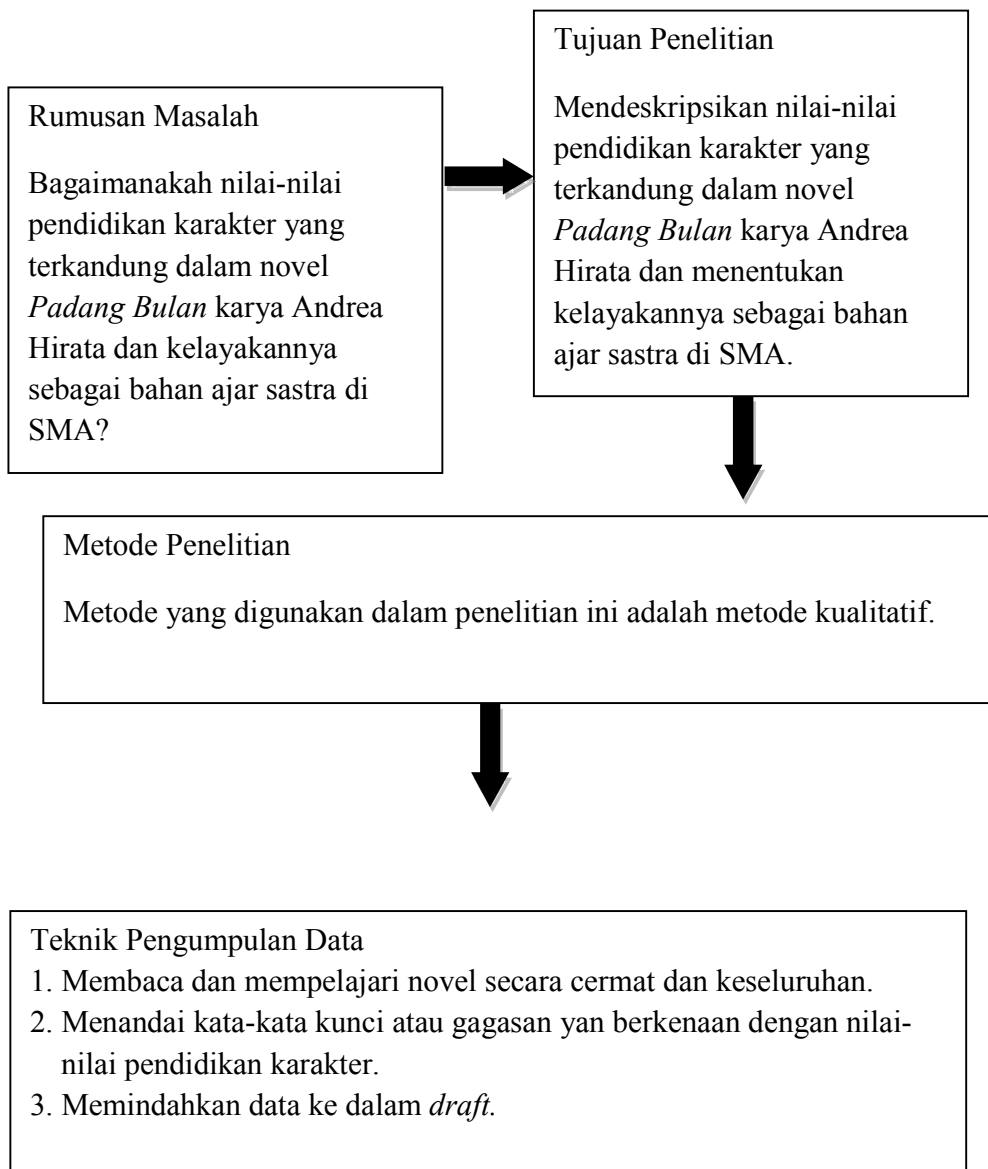 Rumusan Masalah
Bagaimanakah nilai-nilai
pendidikan karakter yang
terkandung dalam novel
Padang Bulan karya Andrea
Hirata dan kelayakannya
sebagai bahan ajar sastra di
SMA?
Tujuan Penelitian
Mendeskripsikan nilai-nilai
pendidikan karakter yang
terkandung dalam novel
Padang Bulan karya Andrea
Hirata dan menentukan
kelayakannya sebagai bahan
ajar sastra di SMA.
Metode Penelitian
Metode yang digunakan dalam penelitian ini adalah metode kualitatif.
Teknik Pengumpulan Data
1. Membaca dan mempelajari novel secara cermat dan keseluruhan.
2. Menandai kata-kata kunci atau gagasan yan berkenaan dengan nilai-
nilai pendidikan karakter.
3. Memindahkan data ke dalam draft.